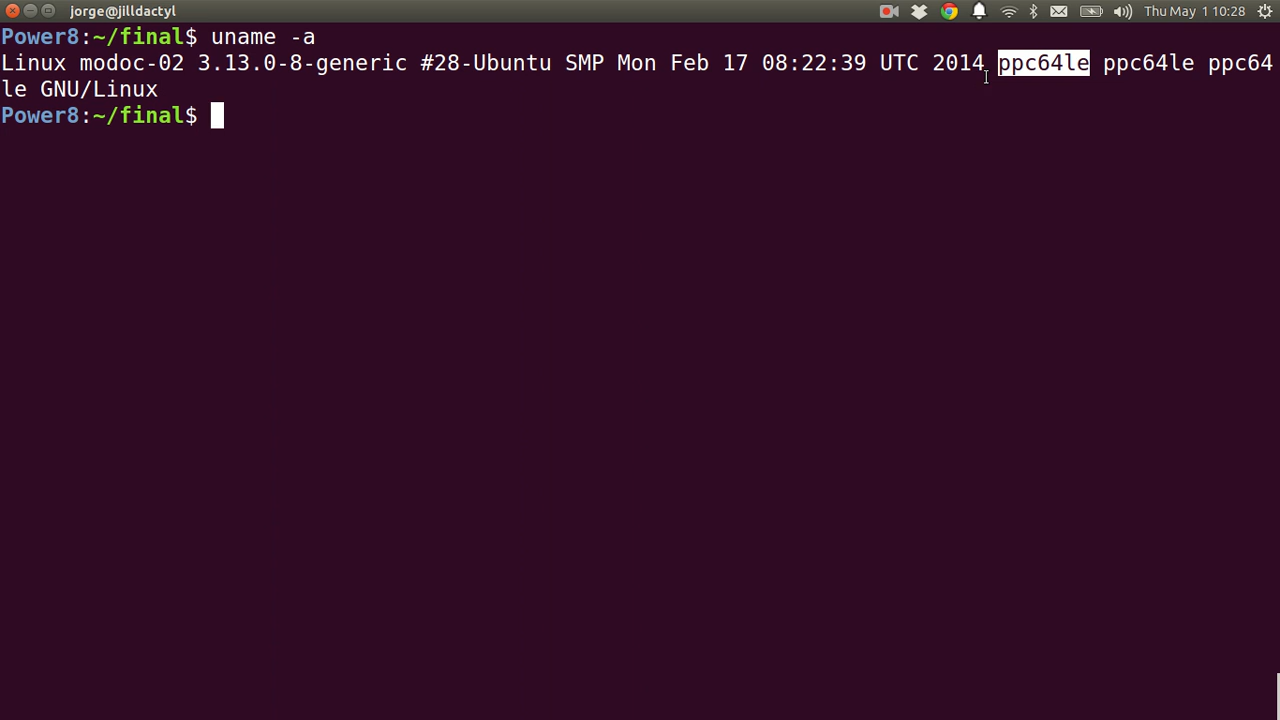 jorge@jilldactyl
Thu May 1 10:28
Power8:~/final$ uname -a
Linux modoc-02 3.13.0-8-generic #28-Ubuntu SMP Mon Feb 17 08:22:39 UTC 2014 ppc64le ppc64le ppc64
le GNU/Linux
Power8:~/final$